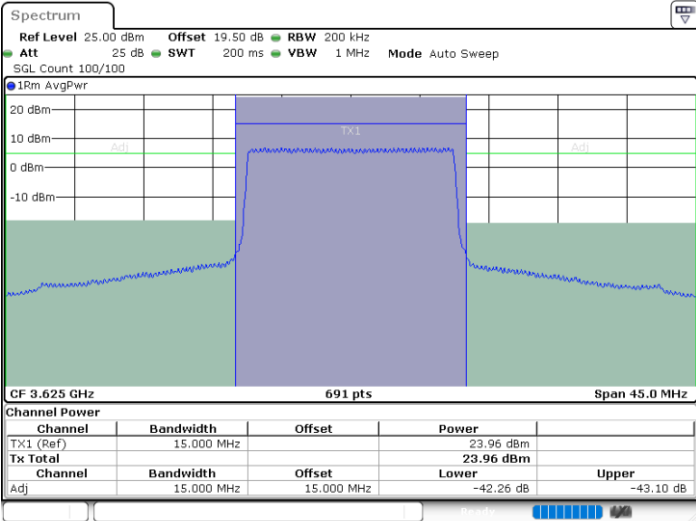 Spectrum
Ref Level 25.00 dBm Offset 19.50 dB RBW 200 kHz
Att 25 dB SWT 200 ms VBW 1 MHz Mode Auto Sweep
SGL Count 100/100
1Rm AvgPwr
20 dBm
TX1
10 dBm
Adj Adj
0 dBm
-10 dBm
CF 3.625 GHz 691 pts Span 45.0 MHz
Channel Power
Channel Bandwidth Offset Power
TX1 (Ref) 15.000 MHz 23.96 dBm
Tx Total 23.96 dBm
Channel Bandwidth Offset Lower Upper
Adj 15.000 MHz 15.000 MHz -42.26 dB -43.10 dB
Ready